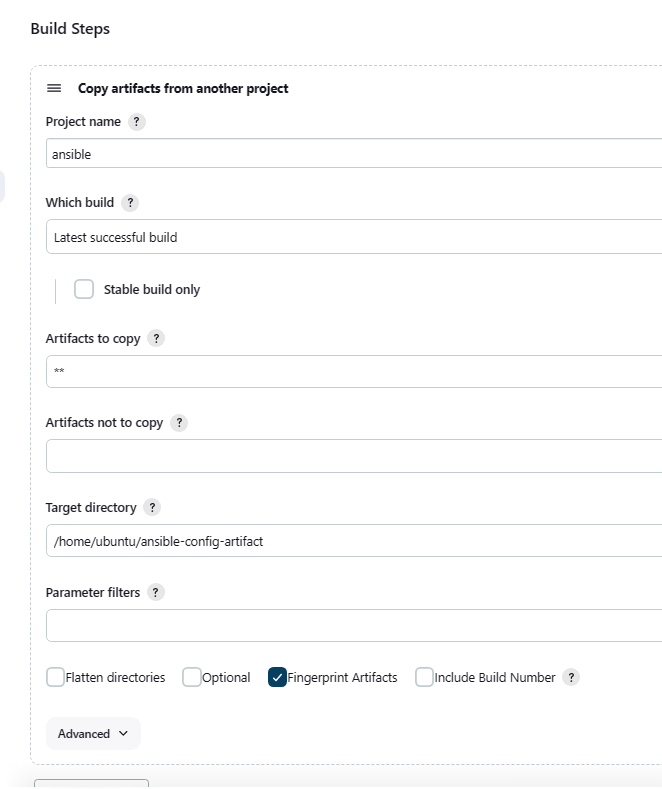 Build Steps
Copy artifacts from another project
Project name ?
ansible
Which build ?
Latest successful build
Stable build only
Artifacts to copy ?
**
Artifacts not to copy ?
Target directory ?
/home/ubuntu/ansible-config-artifact
Parameter filters ?
Flatten directories Optional Fingerprint Artifacts Include Build Number ?
Advanced